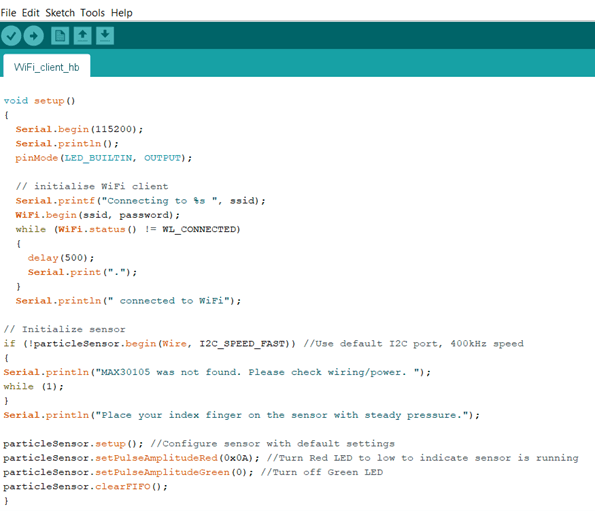 File Edit Sketch Tools Help
WiFi_client_hb
void setup()
{
  Serial.begin(115200);
  Serial.println();
  pinMode(LED_BUILTIN, OUTPUT);

  // initialise WiFi client
  Serial.printf("Connecting to %s ", ssid);
  WiFi.begin(ssid, password);
  while (WiFi.status() != WL_CONNECTED)
  {
    delay(500);
    Serial.print(".");
  }
  Serial.println(" connected to WiFi");

// Initialize sensor
if (!particleSensor.begin(Wire, I2C_SPEED_FAST)) //Use default I2C port, 400kHz speed
{
Serial.println("MAX30105 was not found. Please check wiring/power. ");
while (1);
}
Serial.println("Place your index finger on the sensor with steady pressure.");

particleSensor.setup(); //Configure sensor with default settings
particleSensor.setPulseAmplitudeRed(0x0A); //Turn Red LED to low to indicate sensor is running
particleSensor.setPulseAmplitudeGreen(0); //Turn off Green LED
particleSensor.clearFIFO();
}